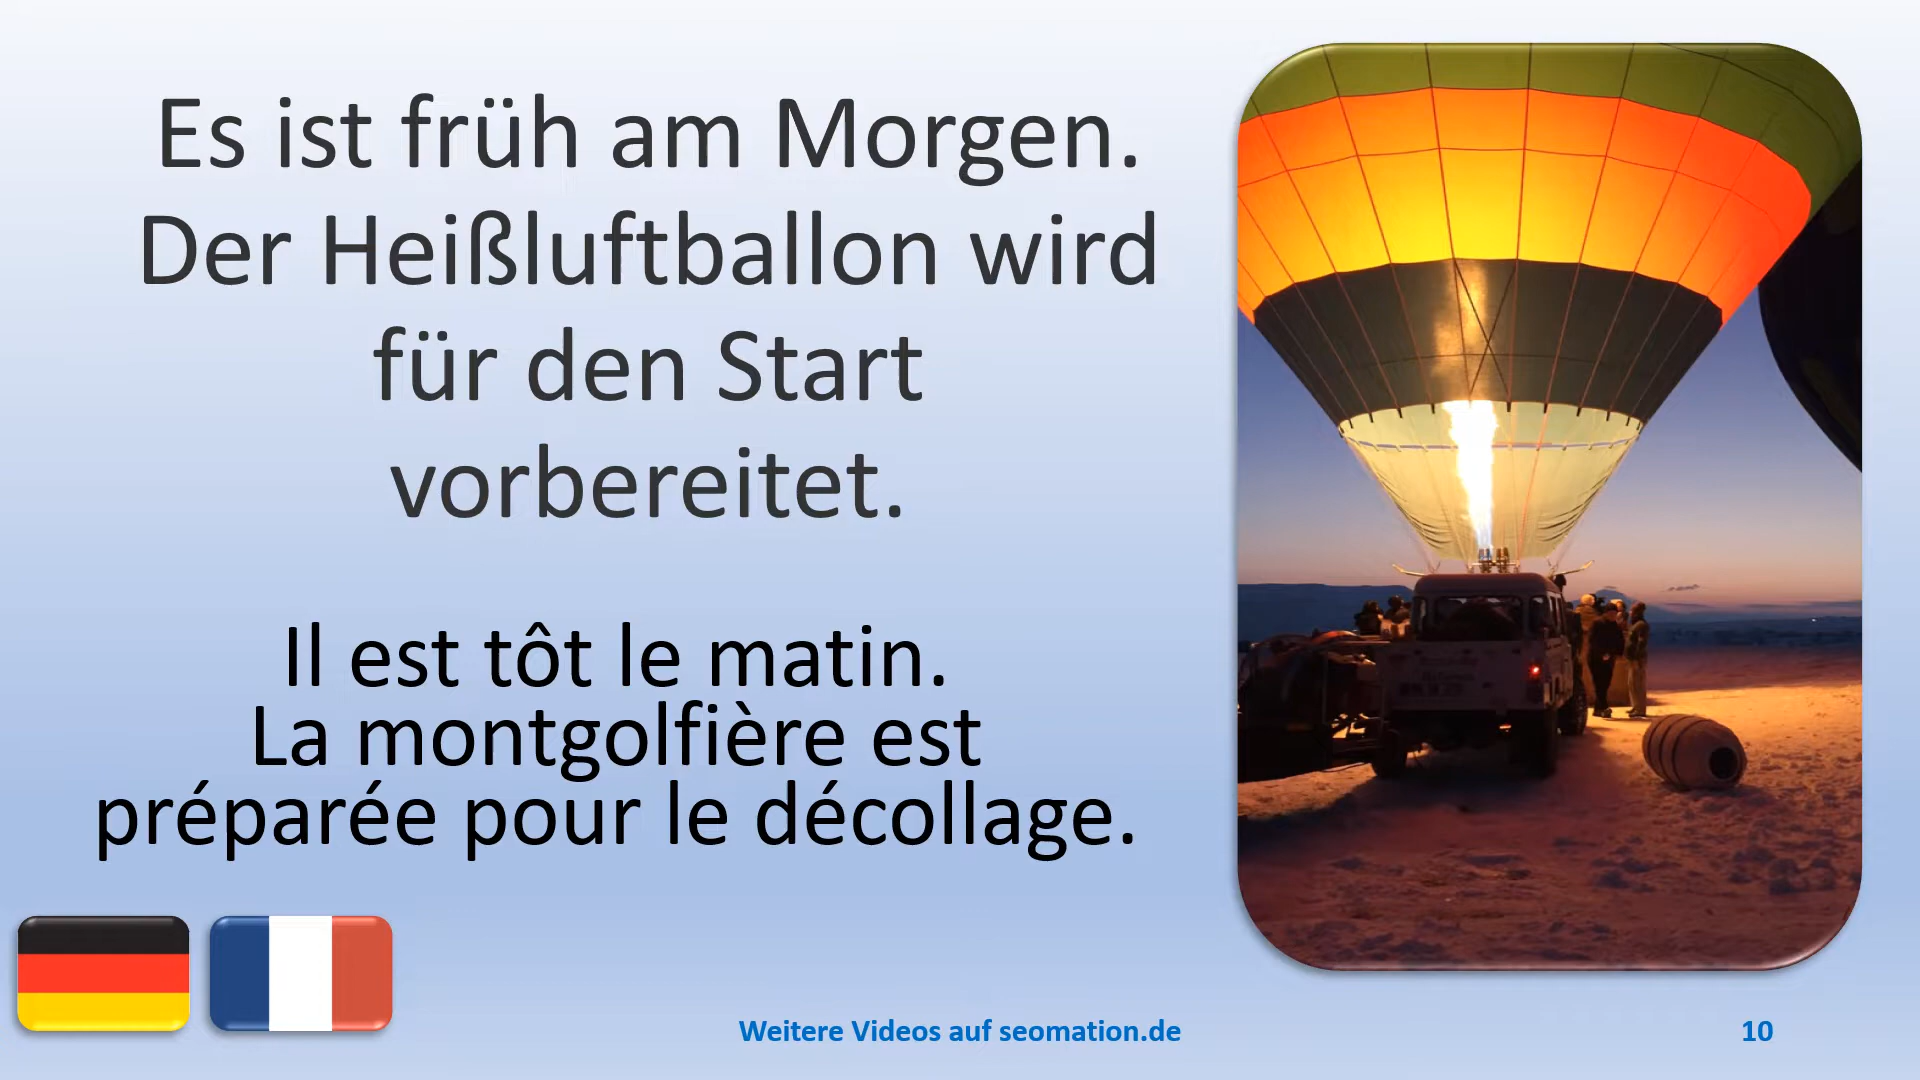 Es ist früh am Morgen.
Der Heißluftballon wird
für den Start
vorbereitet.
Il est tôt le matin.
La montgolfière est
préparée pour le décollage.
Weitere Videos auf seomation.de
10